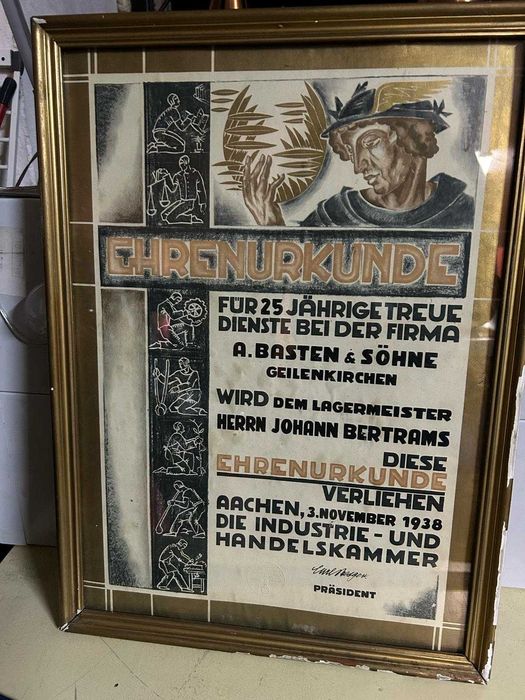 EHRENURKUNDE
FÜR 25 JÄHRIGE TREUE
DIENSTE BEI DER FIRMA
A. BASTEN & SÖHNE
GEILENKIRCHEN
WIRD DEM LAGERMEISTER
HERRN JOHANN BERTRAMS
DIESE
EHRENURKUNDE
VERLIEHEN
AACHEN, 3. NOVEMBER 1938
DIE INDUSTRIE- UND
HANDELSKAMMER
PRÄSIDENT